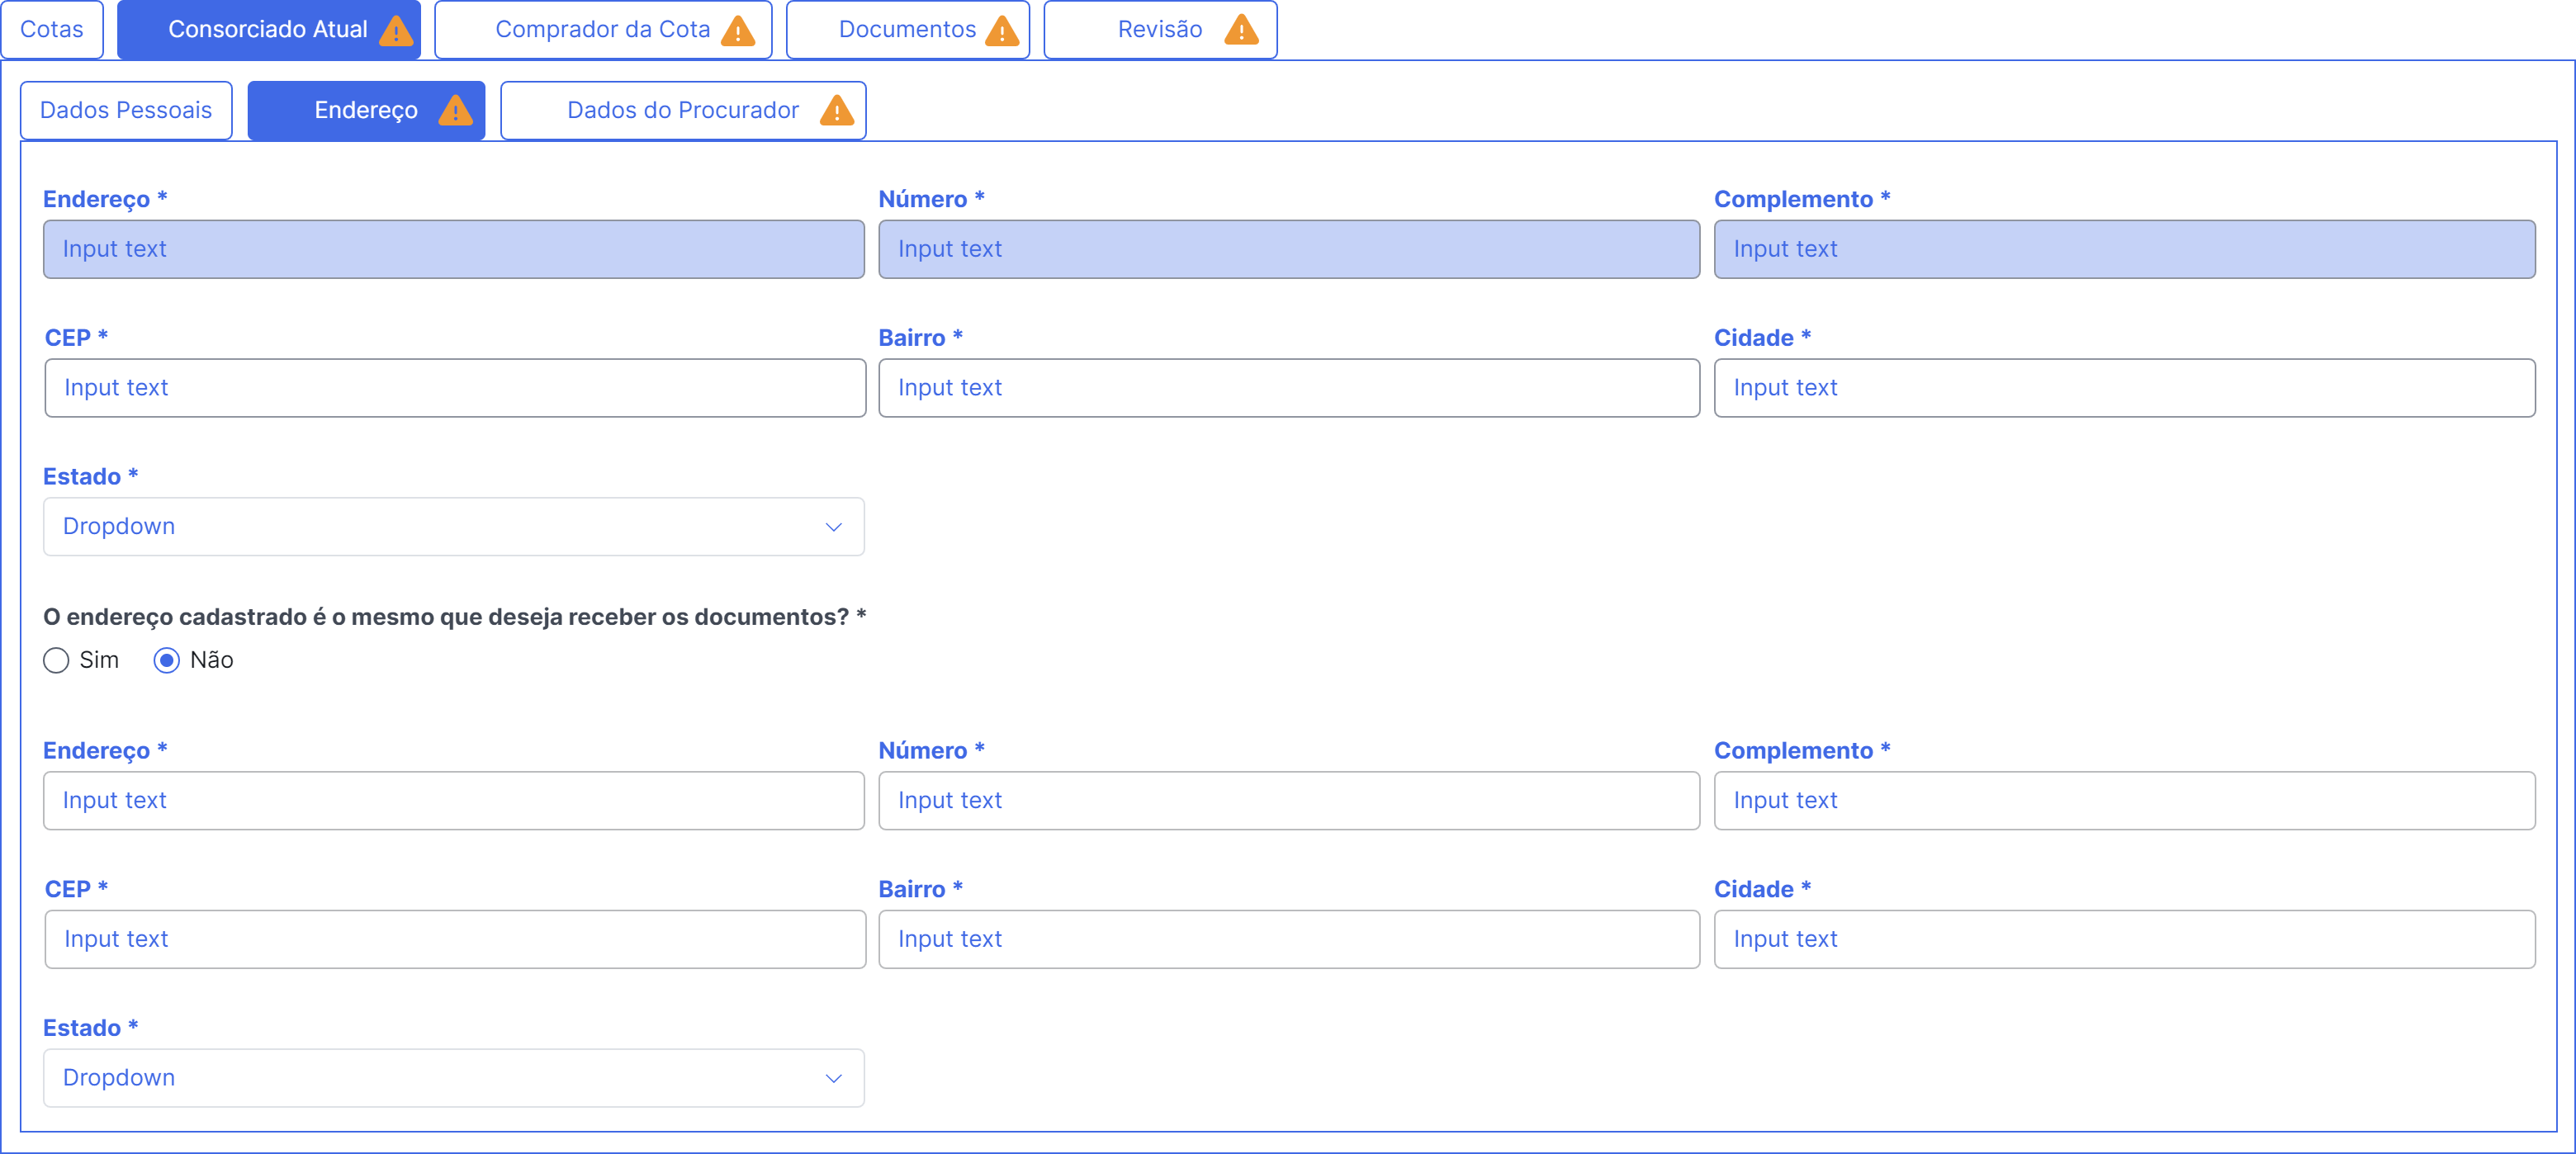 Cotas Consorciado Atual Comprador da Cota Documentos Revisão
Dados Pessoais Endereço Dados do Procurador
Endereço * Número * Complemento *
Input text Input text Input text
CEP * Bairro * Cidade *
Input text Input text Input text
Estado *
Dropdown
O endereço cadastrado é o mesmo que deseja receber os documentos? *
Sim Não
Endereço * Número * Complemento *
Input text Input text Input text
CEP * Bairro * Cidade *
Input text Input text Input text
Estado *
Dropdown